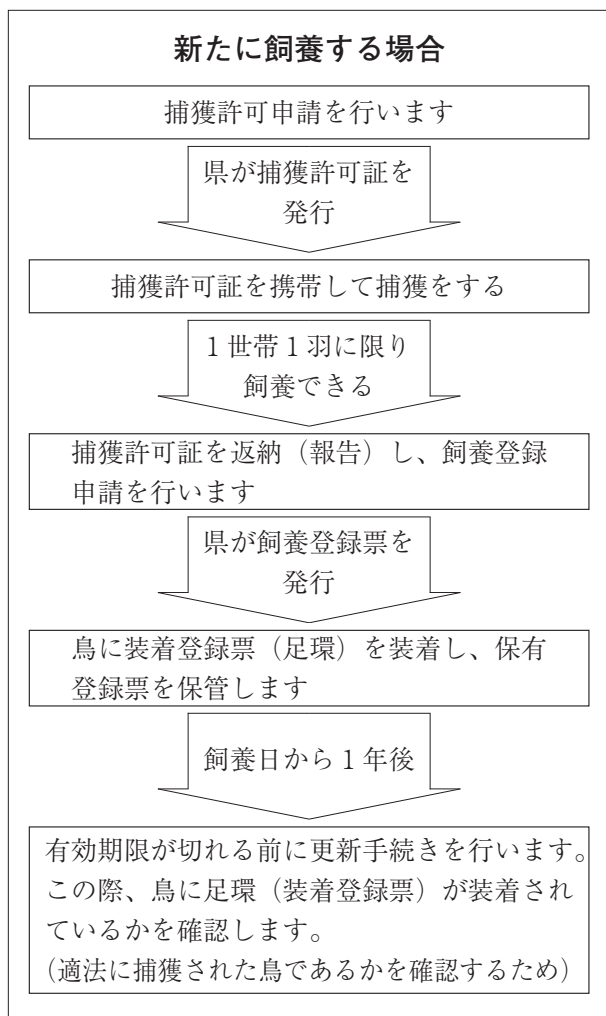 新たに飼養する場合
捕獲許可申請を行います
県が捕獲許可証を
発行
捕獲許可証を携帯して捕獲をする
1世帯1羽に限り
飼養できる
捕獲許可証を返納（報告）し、飼養登録
申請を行います
県が飼養登録票を
発行
鳥に装着登録票（足環）を装着し、保有
登録票を保管します
飼養日から1年後
有効期限が切れる前に更新手続きを行います。
この際、鳥に足環（装着登録票）が装着され
ているかを確認します。
（適法に捕獲された鳥であるかを確認するため）